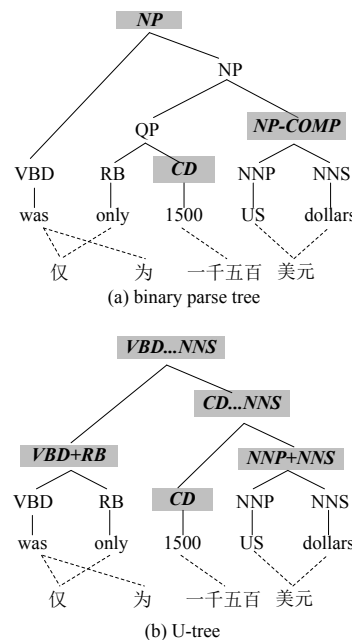 NP
NP
QP NP-COMP
VBD RB CD NNP NNS
was only 1500 US dollars
仅 为 一千五百 美元
(a) binary parse tree
VBD...NNS
CD...NNS
VBD+RB NNP+NNS
VBD RB CD NNP NNS
was only 1500 US dollars
仅 为 一千五百 美元
(b) U-tree